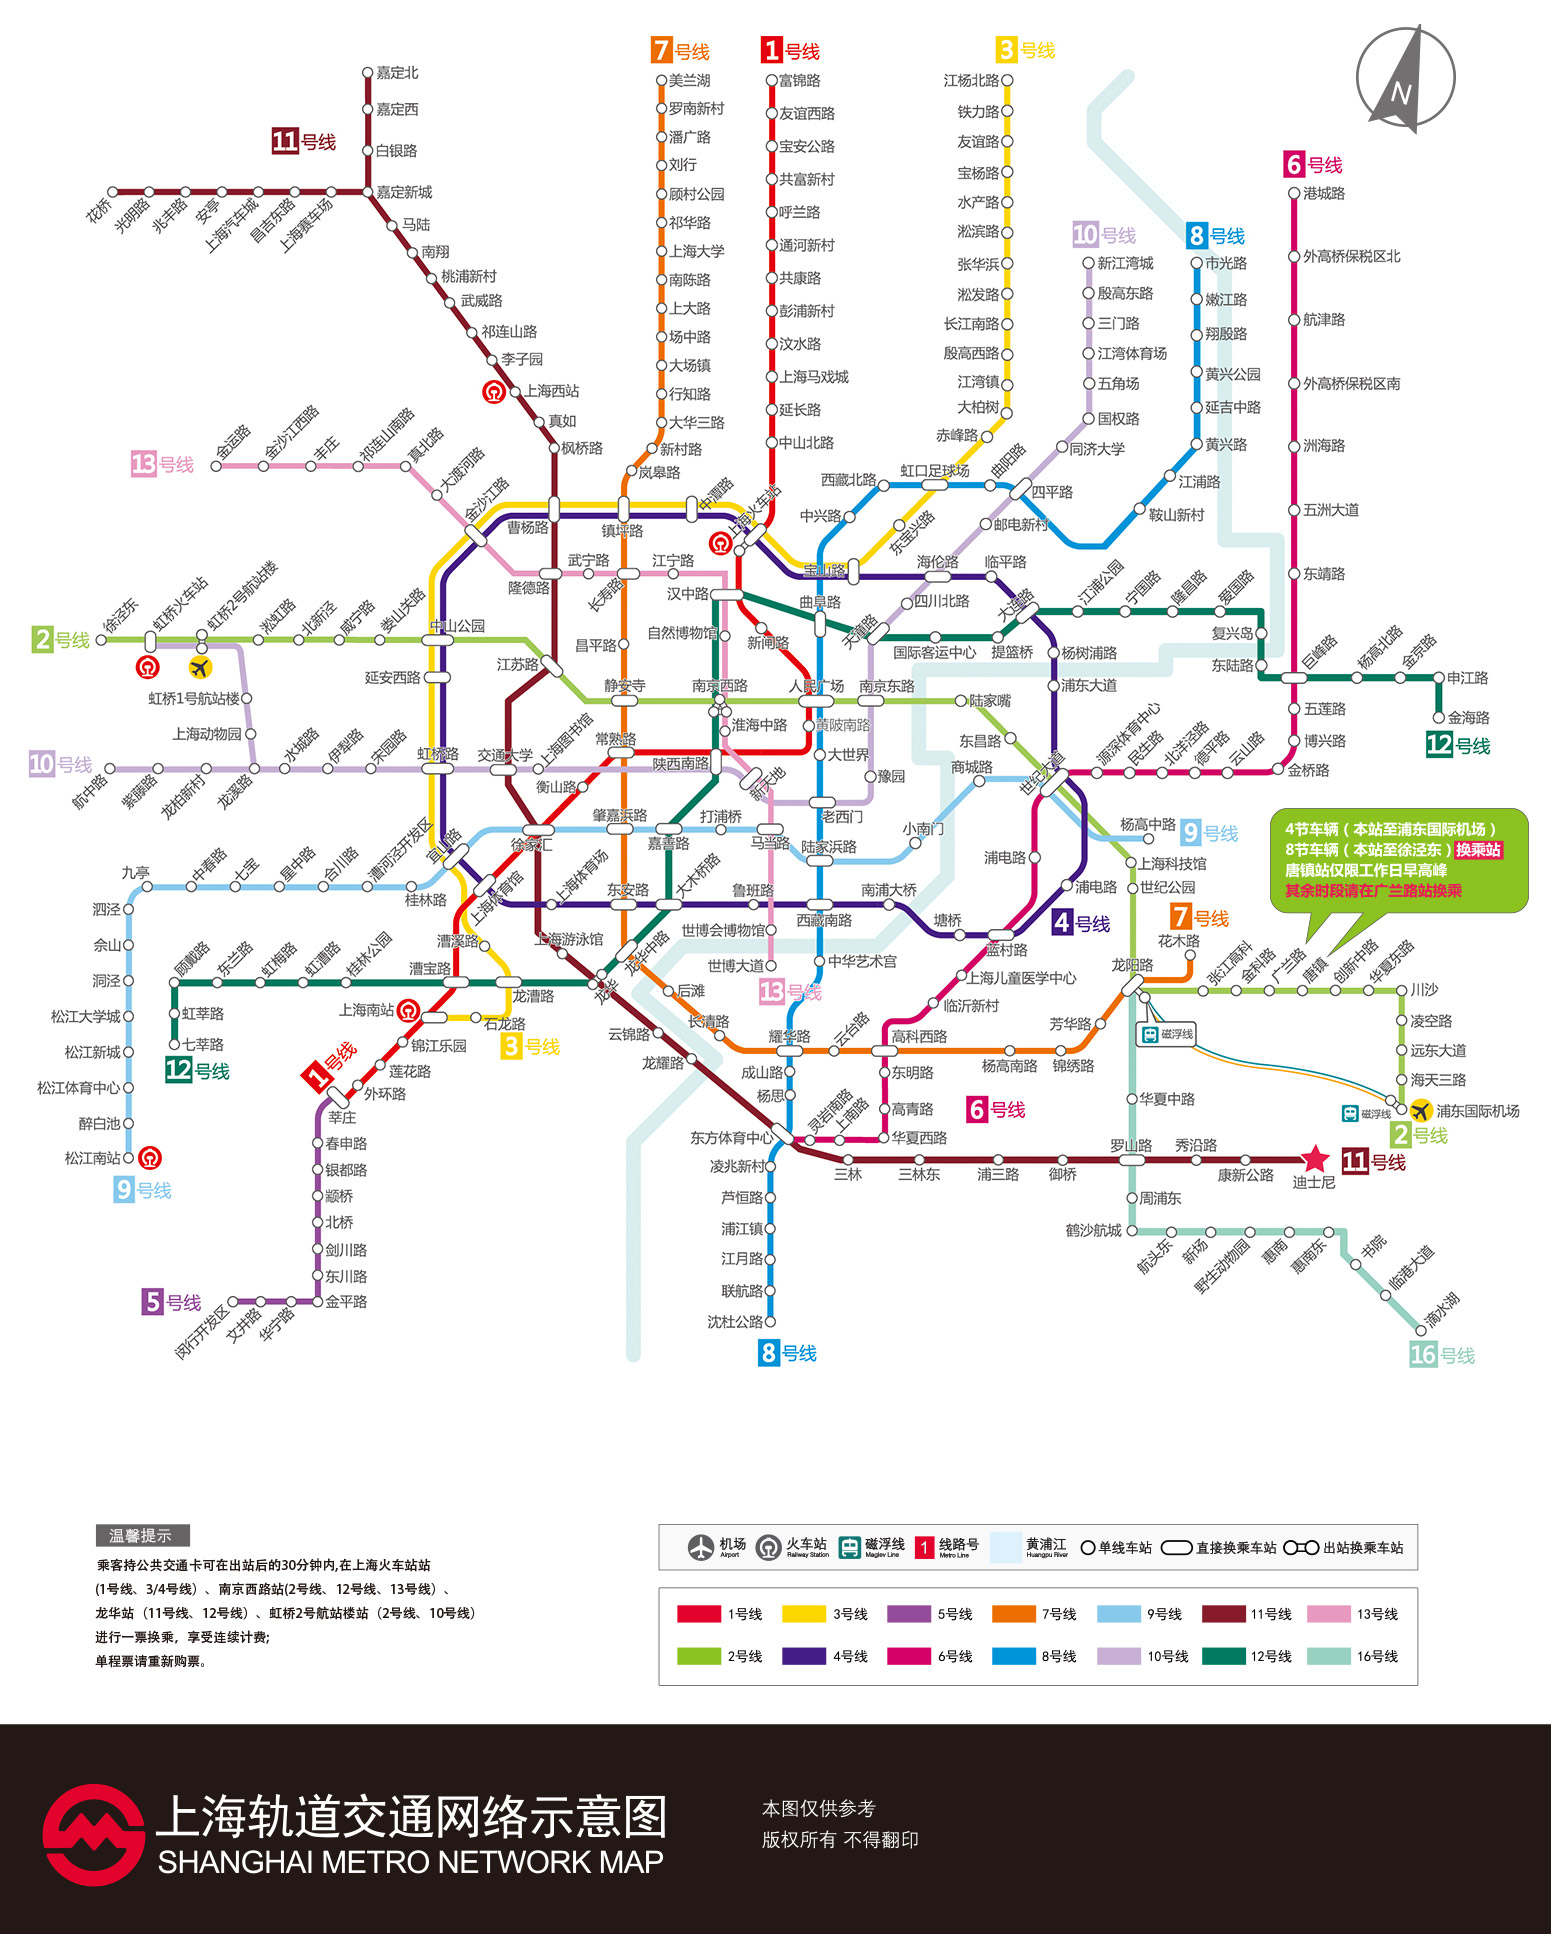 7号线
1号线
3号线
嘉定北
嘉定西
11号线
白银路
嘉定新城
花桥
光明路
兆丰路
安亭
上海汽车城
昌吉东路
上海赛车场
马陆
南翔
桃浦新村
武威路
祁连山路
李子园
上海西站
真如
枫桥路
美兰湖
罗南新村
潘广路
刘行
顾村公园
祁华路
上海大学
南陈路
上大路
场中路
大场镇
行知路
大华三路
新村路
岚皋路
富锦路
友谊西路
宝安公路
共富新村
呼兰路
通河新村
共康路
彭浦新村
汶水路
上海马戏城
延长路
中山北路
江杨北路
铁力路
友谊路
宝杨路
水产路
淞滨路
张华浜
淞发路
长江南路
殷高西路
江湾镇
大柏树
赤峰路
10号线
新江湾城
殷高东路
三门路
江湾体育场
五角场
国权路
同济大学
8号线
市光路
嫩江路
翔殷路
黄兴公园
延吉中路
黄兴路
江浦路
鞍山新村
6号线
港城路
外高桥保税区北
航津路
外高桥保税区南
洲海路
五洲大道
东靖路
N
13号线
金运路
金沙江西路
丰庄
祁连山南路
真北路
大渡河路
金沙江路
曹杨路
镇坪路
中潭路
上海火车站
西藏北路
虹口足球场
曲阳路
四平路
中兴路
东宝兴路
邮电新村
宝山路
海伦路
临平路
隆德路
武宁路
长寿路
江宁路
汉中路
曲阜路
天潼路
四川北路
大连路
江浦公园
宁国路
隆昌路
爱国路
复兴岛
东陆路
巨峰路
杨高北路
金京路
申江路
金海路
12号线
2号线
徐泾东
虹桥火车站
虹桥2号航站楼
淞虹路
北新泾
威宁路
娄山关路
中山公园
江苏路
昌平路
自然博物馆
新闸路
国际客运中心
提篮桥
杨树浦路
浦东大道
延安西路
静安寺
南京西路
人民广场
南京东路
陆家嘴
虹桥1号航站楼
上海动物园
淮海中路
黄陂南路
东昌路
五莲路
博兴路
金桥路
10号线
航中路
紫藤路
龙柏新村
龙溪路
水城路
伊犁路
宋园路
虹桥路
交通大学
上海图书馆
常熟路
陕西南路
新天地
大世界
豫园
商城路
世纪大道
源深体育中心
民生路
北洋泾路
德平路
云山路
衡山路
老西门
肇嘉浜路
打浦桥
小南门
浦电路
杨高中路
9号线
4节车辆（本站至浦东国际机场）
8节车辆（本站至徐泾东）换乘站
唐镇站仅限工作日早高峰
其余时段请在广兰路站换乘
宜山路
徐家汇
嘉善路
马当路
陆家浜路
九亭
中春路
七宝
星中路
合川路
漕河泾开发区
桂林路
上海体育馆
上海体育场
东安路
大木桥路
鲁班路
西藏南路
南浦大桥
塘桥
浦电路
4号线
蓝村路
上海科技馆
世纪公园
7号线
花木路
龙阳路
泗泾
佘山
洞泾
松江大学城
松江新城
松江体育中心
醉白池
松江南站
9号线
顾戴路
东兰路
虹梅路
虹漕路
桂林公园
漕宝路
漕溪路
上海游泳馆
龙华中路
世博会博物馆
世博大道
13号线
中华艺术宫
上海儿童医学中心
临沂新村
虹莘路
七莘路
12号线
上海南站
石龙路
龙漕路
龙华
3号线
后滩
长清路
云锦路
龙耀路
耀华路
云台路
高科西路
杨高南路
锦绣路
芳华路
磁浮线
张江高科
金科路
广兰路
唐镇
创新中路
华夏东路
川沙
凌空路
远东大道
海天三路
磁浮线
浦东国际机场
2号线
1号线
锦江乐园
莲花路
外环路
莘庄
成山路
杨思
东明路
高青路
6号线
华夏中路
东方体育中心
灵岩南路
上南路
华夏西路
春申路
银都路
颛桥
北桥
剑川路
东川路
金平路
5号线
闵行开发区
文井路
华宁路
凌兆新村
芦恒路
浦江镇
江月路
联航路
沈杜公路
8号线
三林
三林东
浦三路
御桥
罗山路
秀沿路
康新公路
迪士尼
11号线
周浦东
鹤沙航城
航头东
新场
野生动物园
惠南
惠南东
书院
临港大道
滴水湖
16号线
温馨提示
乘客持公共交通卡可在出站后的30分钟内,在上海火车站站
(1号线、3/4号线）、南京西路站(2号线、12号线、13号线）、
龙华站（11号线、12号线）、虹桥2号航站楼站（2号线、10号线）
进行一票换乘，享受连续计费;
单程票请重新购票。
机场 Airport
火车站 Railway Station
磁浮线 Maglev Line
1 线路号 Metro Line
黄浦江 Huangpu River
单线车站
直接换乘车站
出站换乘车站
1号线 3号线 5号线 7号线 9号线 11号线 13号线
2号线 4号线 6号线 8号线 10号线 12号线 16号线
上海轨道交通网络示意图
SHANGHAI METRO NETWORK MAP
本图仅供参考
版权所有 不得翻印